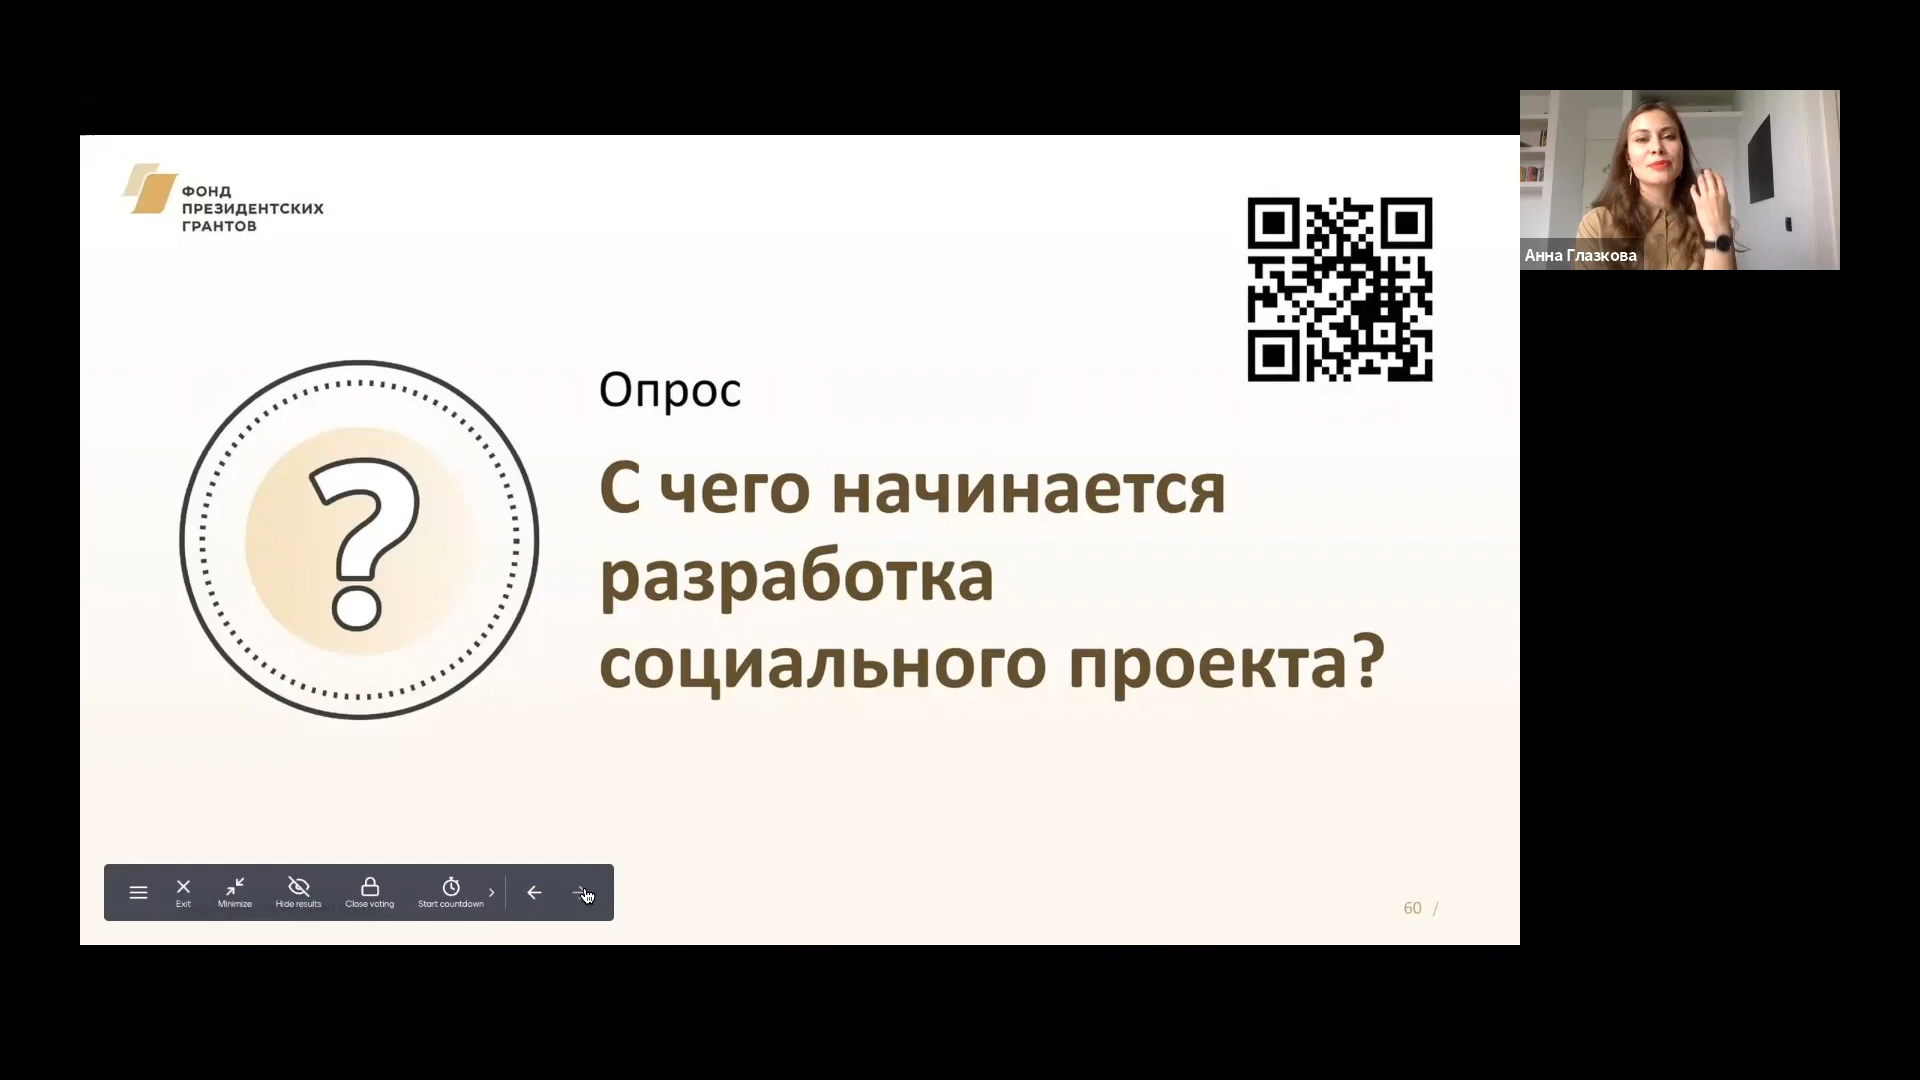 ФОНД
ПРЕЗИДЕНТСКИХ
ГРАНТОВ
Анна Глазкова
Опрос
С чего начинается
разработка
социального проекта?
Exit
Minimize
Hide results
Close voting
Start countdown
60 /